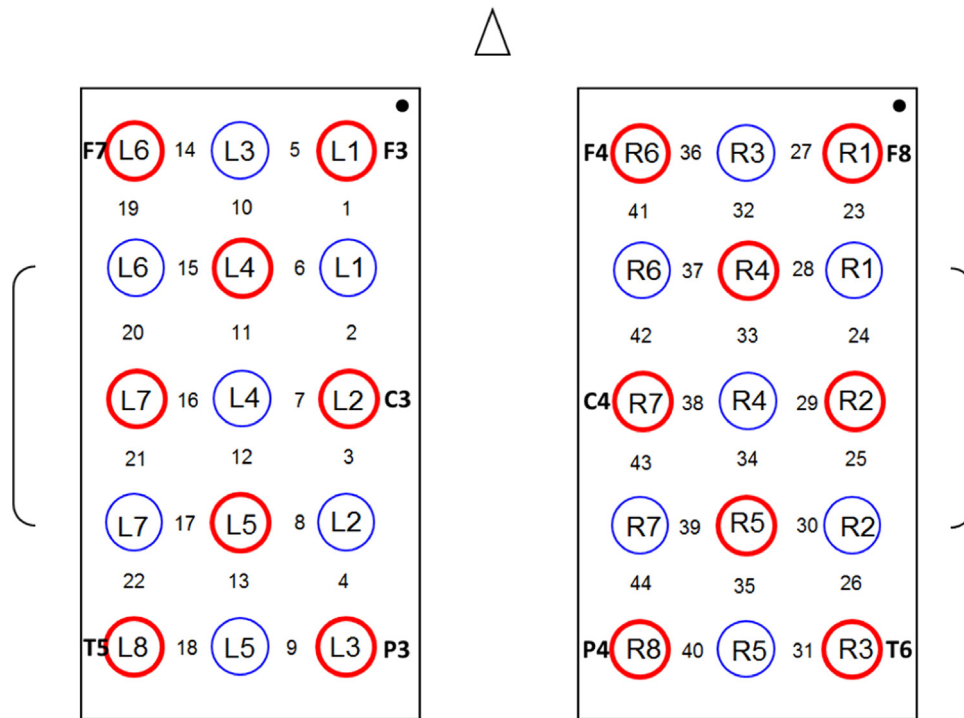 F7 L6 14 L3 5 L1 F3 F4 R6 36 R3 27 R1 F8
19 10 1 41 32 23
L6 15 L4 6 L1 R6 37 R4 28 R1
20 11 2 42 33 24
L7 16 L4 7 L2 C3 C4 R7 38 R4 29 R2
21 12 3 43 34 25
L7 17 L5 8 L2 R7 39 R5 30 R2
22 13 4 44 35 26
T5 L8 18 L5 9 L3 P3 P4 R8 40 R5 31 R3 T6